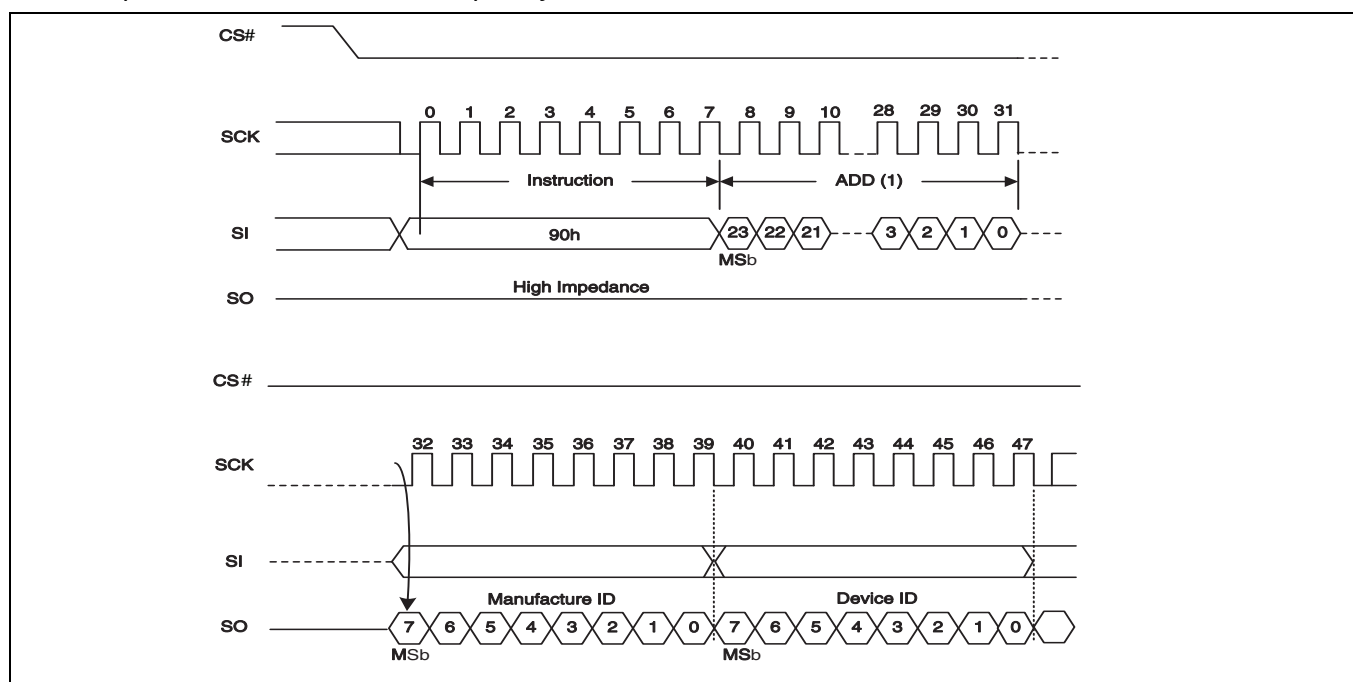 CS#
0 1 2 3 4 5 6 7 8 9 10 28 29 30 31
SCK
Instruction ADD (1)
SI 90h 23 22 21 3 2 1 0
MSb
High Impedance
SO
CS#
32 33 34 35 36 37 38 39 40 41 42 43 44 45 46 47
SCK
SI
Manufacture ID Device ID
SO 7 6 5 4 3 2 1 0 7 6 5 4 3 2 1 0
MSb MSb